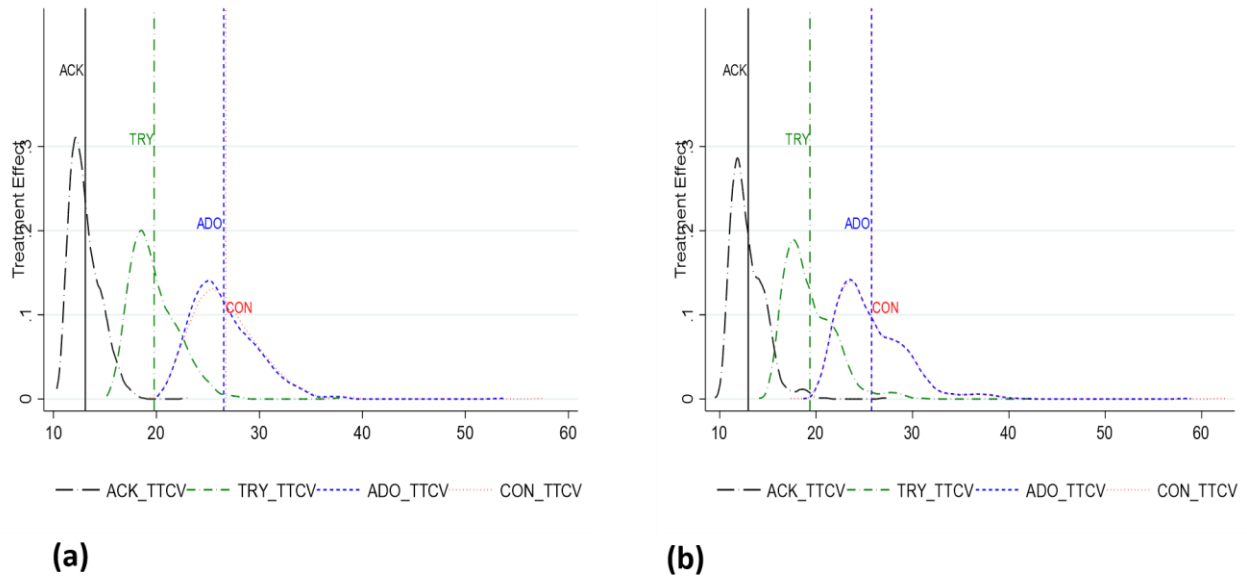 ACK
TRY
ADO
CON
Treatment Effect
.3
.2
.1
0
10 20 30 40 50 60
ACK_TTCV TRY_TTCV ADO_TTCV CON_TTCV
(a)
ACK
TRY
ADO
CON
Treatment Effect
.3
.2
.1
0
10 20 30 40 50 60
ACK_TTCV TRY_TTCV ADO_TTCV CON_TTCV
(b)